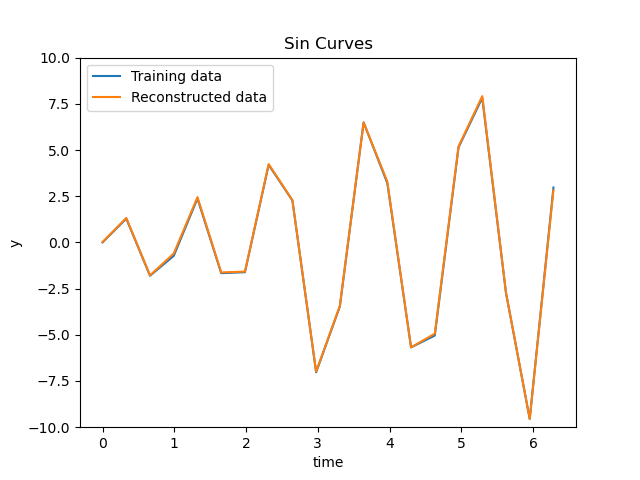 Sin Curves
Training data
Reconstructed data
y
10.0
7.5
5.0
2.5
0.0
−2.5
−5.0
−7.5
−10.0
0 1 2 3 4 5 6
time